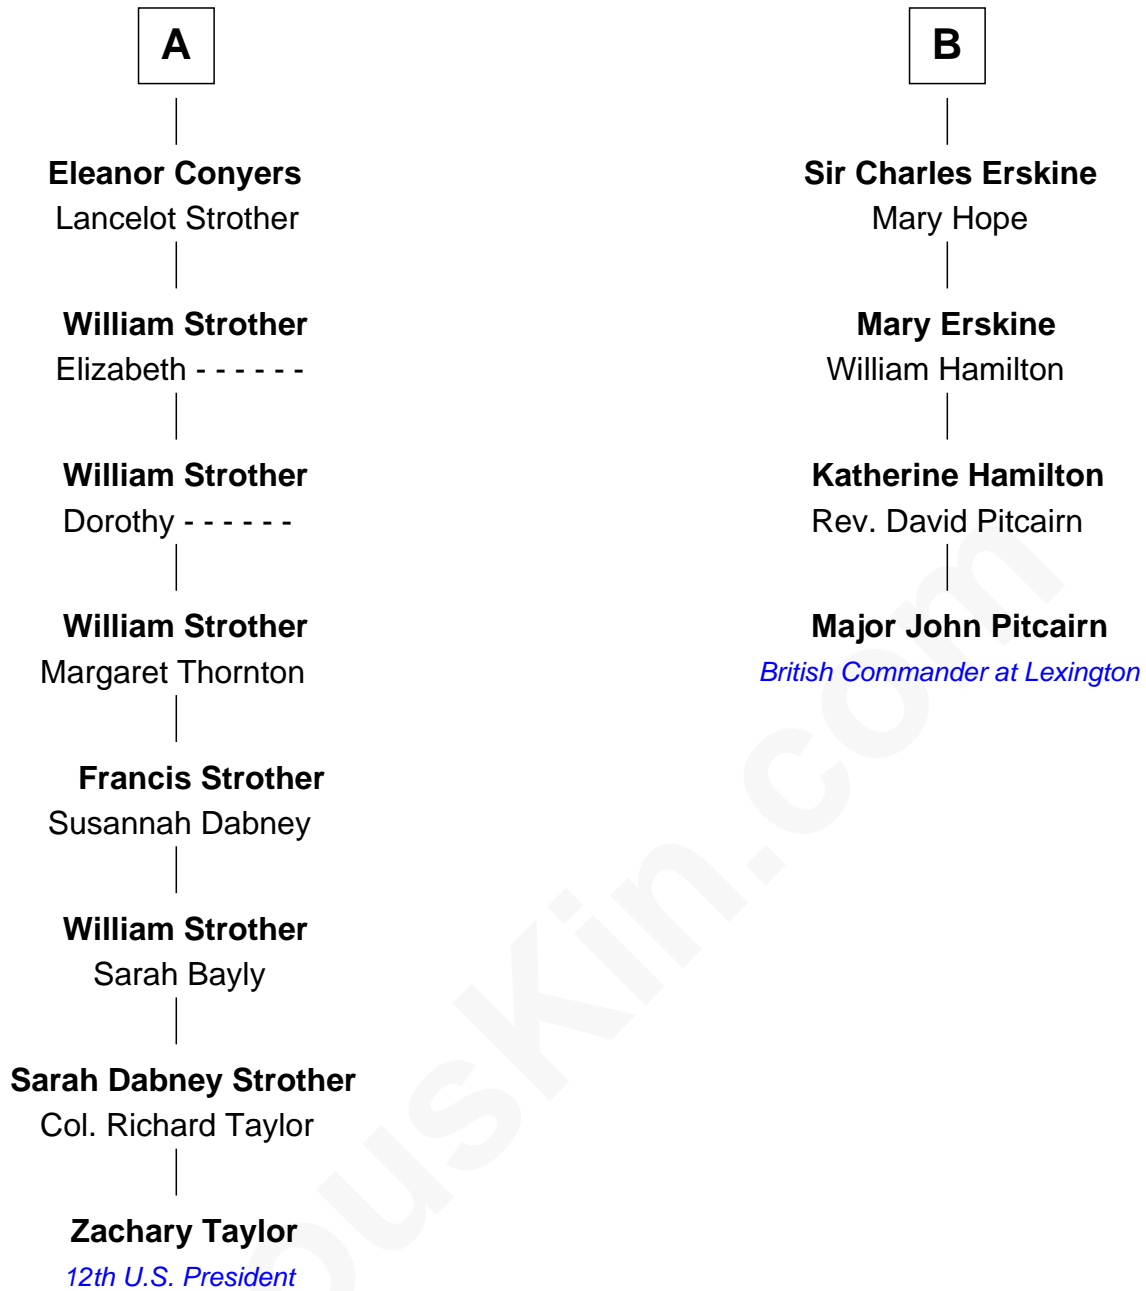 A
Eleanor Conyers
Lancelot Strother
William Strother
Elizabeth - - - - - -
William Strother
Dorothy - - - - - -
William Strother
Margaret Thornton
Francis Strother
Susannah Dabney
William Strother
Sarah Bayly
Sarah Dabney Strother
Col. Richard Taylor
Zachary Taylor
12th U.S. President
B
Sir Charles Erskine
Mary Hope
Mary Erskine
William Hamilton
Katherine Hamilton
Rev. David Pitcairn
Major John Pitcairn
British Commander at Lexington
ousKin.com